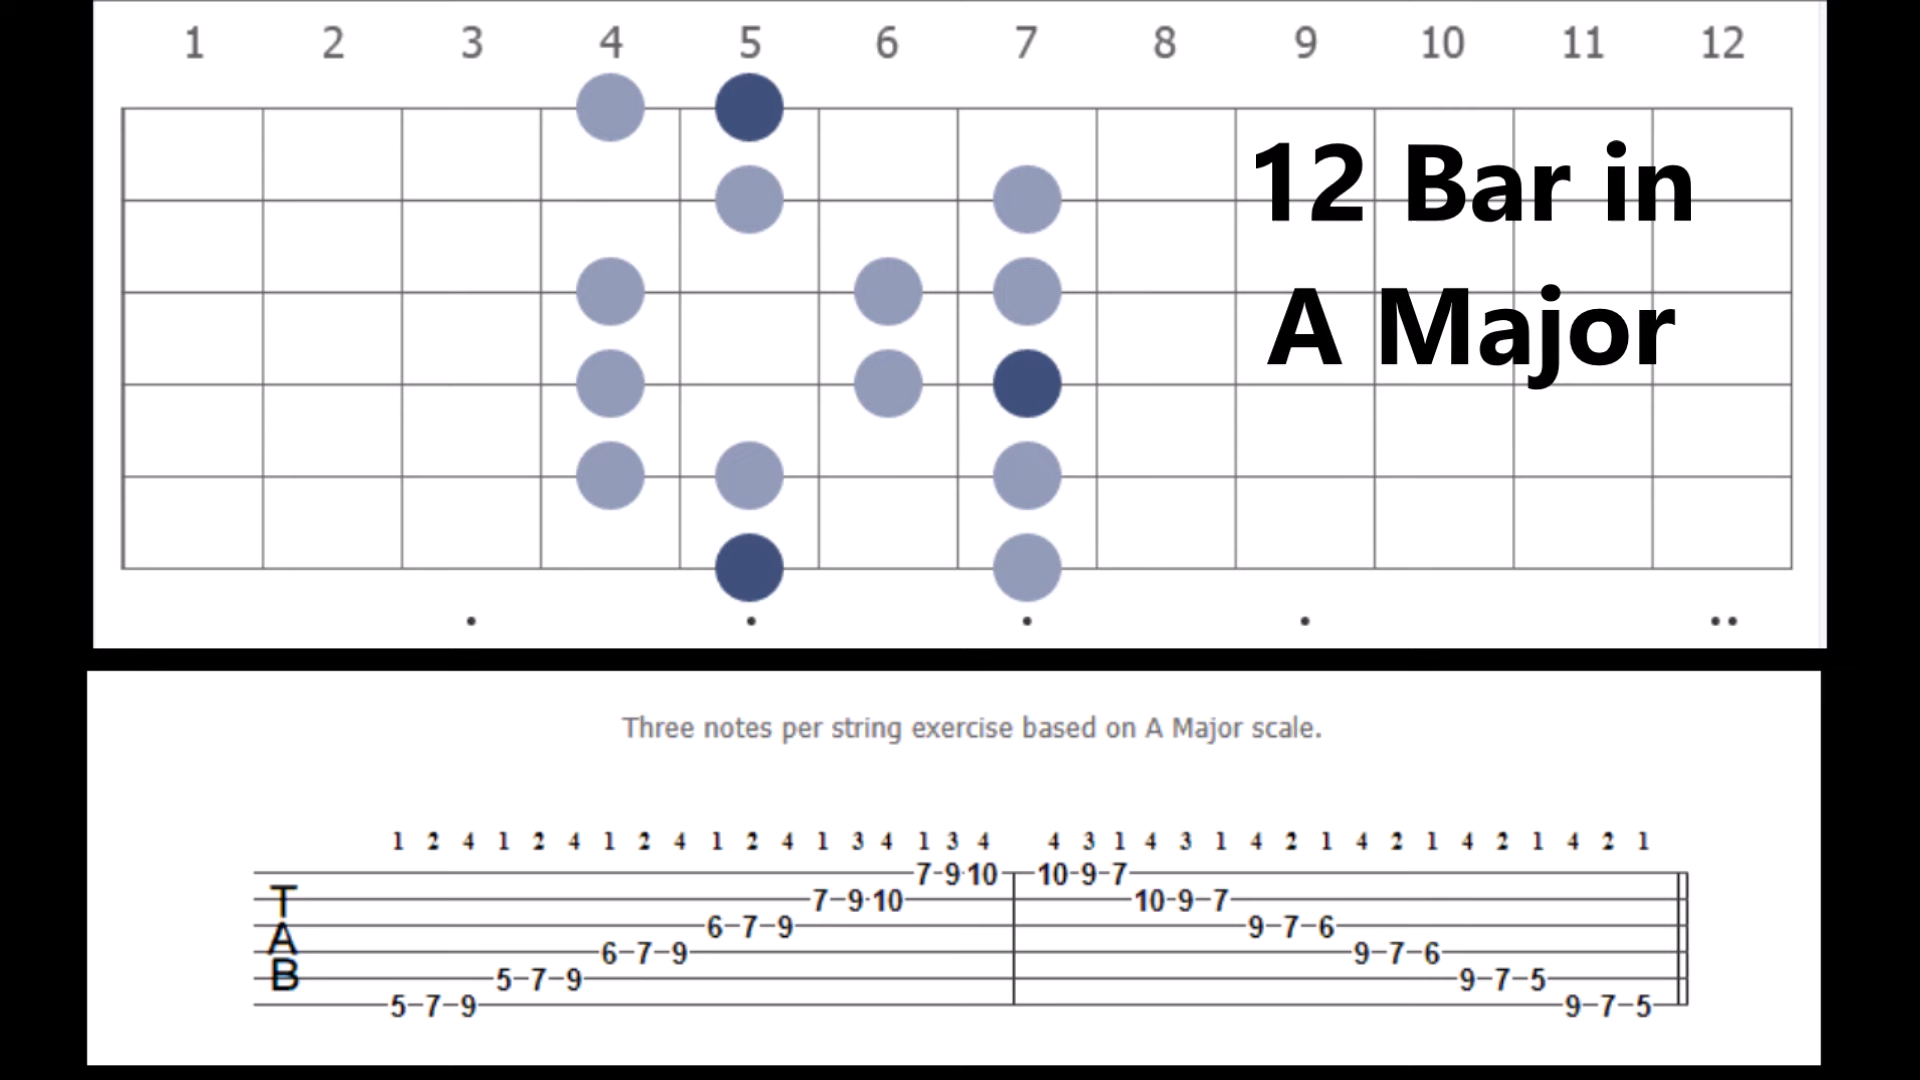 1 2 3 4 5 6 7 8 9 10 11 12
12 Bar in
A Major
Three notes per string exercise based on A Major scale.
1 2 4 1 2 4 1 2 4 1 2 4 1 3 4 1 3 4 4 3 1 4 3 1 4 2 1 4 2 1 4 2 1 4 2 1
7-9-10 10-9-7
T 7-9-10 10-9-7
A 6-7-9 9-7-6
6-7-9 9-7-6
B 5-7-9 9-7-5
5-7-9 9-7-5